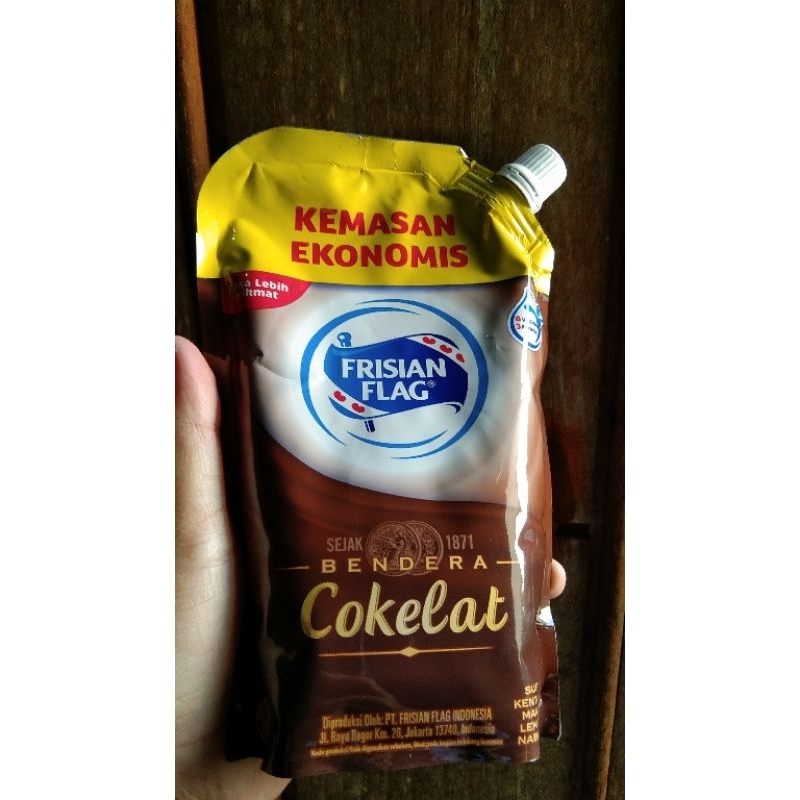 KEMASAN
EKONOMIS
Lebih
FRISIAN
FLAG®
SEJAK 1871
BENDERA
Cokelat
Diproduksi Oleh: PT. FRISIAN FLAG INDONESIA
Jl. Raya Bogor Km. 26, Jakarta 13740, Indonesia